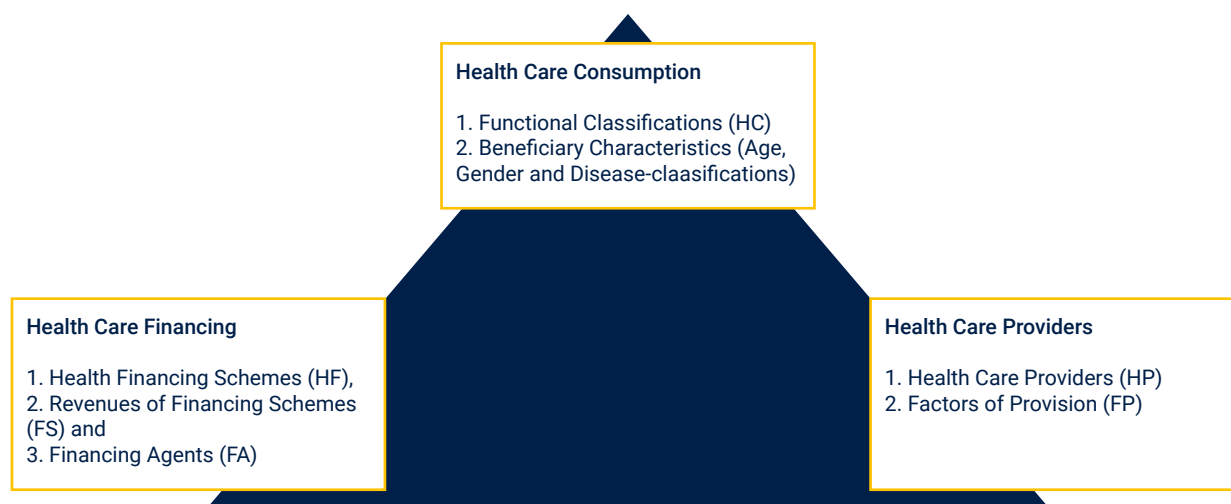 Health Care Consumption
1. Functional Classifications (HC)
2. Beneficiary Characteristics (Age,
Gender and Disease-claasifications)
Health Care Financing
1. Health Financing Schemes (HF),
2. Revenues of Financing Schemes
(FS) and
3. Financing Agents (FA)
Health Care Providers
1. Health Care Providers (HP)
2. Factors of Provision (FP)